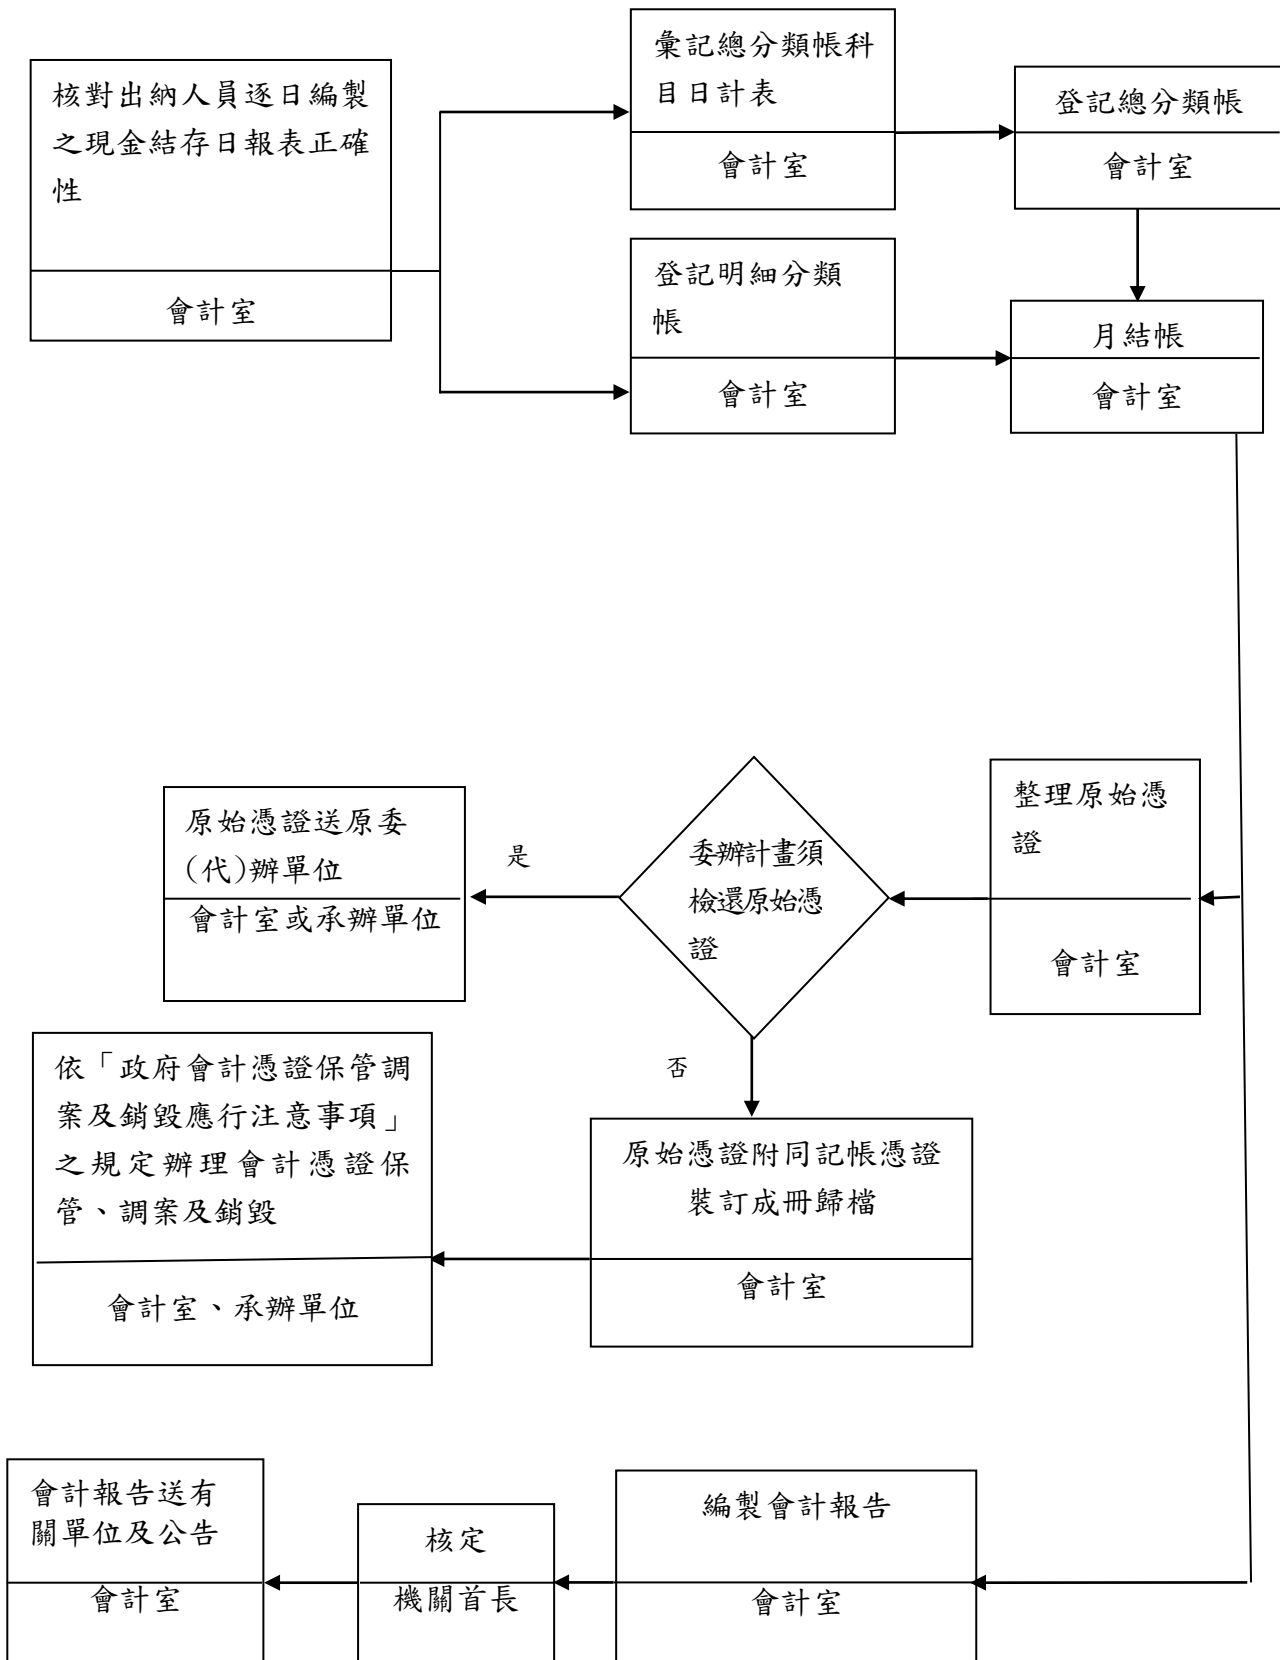 核對出納人員逐日編製
之現金結存日報表正確
性
會計室
彙記總分類帳科
目日計表
會計室
登記總分類帳
會計室
登記明細分類
帳
會計室
月結帳
會計室
整理原始憑
證
會計室
委辦計畫須
檢還原始憑
證
是
原始憑證送原委
(代)辦單位
會計室或承辦單位
否
原始憑證附同記帳憑證
裝訂成冊歸檔
會計室
依「政府會計憑證保管調
案及銷毀應行注意事項」
之規定辦理會計憑證保
管、調案及銷毀
會計室、承辦單位
編製會計報告
會計室
核定
機關首長
會計報告送有
關單位及公告
會計室